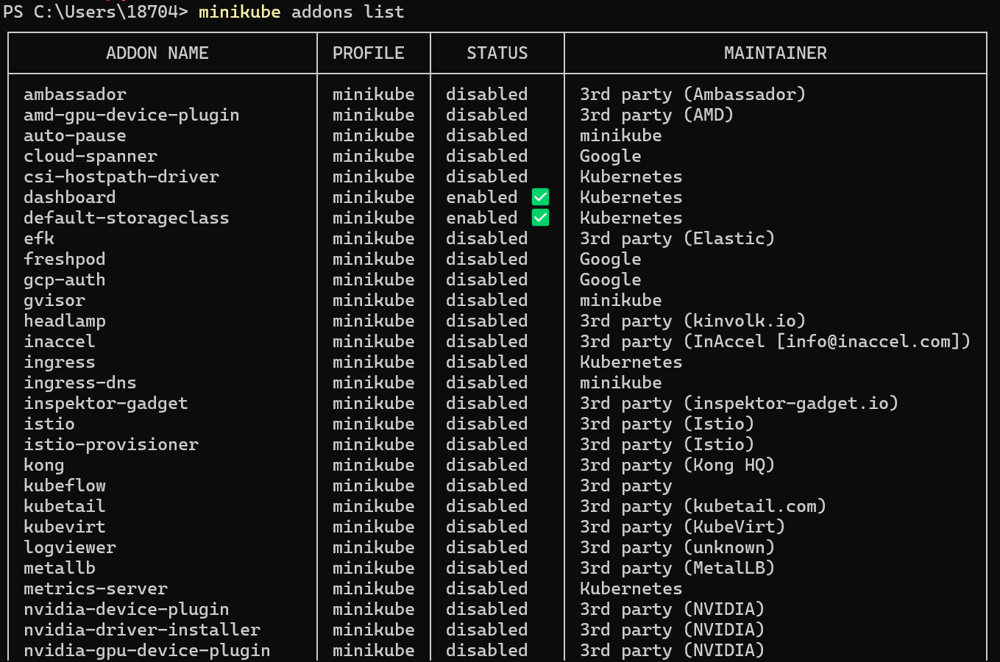 PS C:\Users\18704> minikube addons list
ADDON NAME PROFILE STATUS MAINTAINER
ambassador minikube disabled 3rd party (Ambassador)
amd-gpu-device-plugin minikube disabled 3rd party (AMD)
auto-pause minikube disabled minikube
cloud-spanner minikube disabled Google
csi-hostpath-driver minikube disabled Kubernetes
dashboard minikube enabled ✅ Kubernetes
default-storageclass minikube enabled ✅ Kubernetes
efk minikube disabled 3rd party (Elastic)
freshpod minikube disabled Google
gcp-auth minikube disabled Google
gvisor minikube disabled minikube
headlamp minikube disabled 3rd party (kinvolk.io)
inaccel minikube disabled 3rd party (InAccel [info@inaccel.com])
ingress minikube disabled Kubernetes
ingress-dns minikube disabled minikube
inspektor-gadget minikube disabled 3rd party (inspektor-gadget.io)
istio minikube disabled 3rd party (Istio)
istio-provisioner minikube disabled 3rd party (Istio)
kong minikube disabled 3rd party (Kong HQ)
kubeflow minikube disabled 3rd party
kubetail minikube disabled 3rd party (kubetail.com)
kubevirt minikube disabled 3rd party (KubeVirt)
logviewer minikube disabled 3rd party (unknown)
metallb minikube disabled 3rd party (MetalLB)
metrics-server minikube disabled Kubernetes
nvidia-device-plugin minikube disabled 3rd party (NVIDIA)
nvidia-driver-installer minikube disabled 3rd party (NVIDIA)
nvidia-gpu-device-plugin minikube disabled 3rd party (NVIDIA)